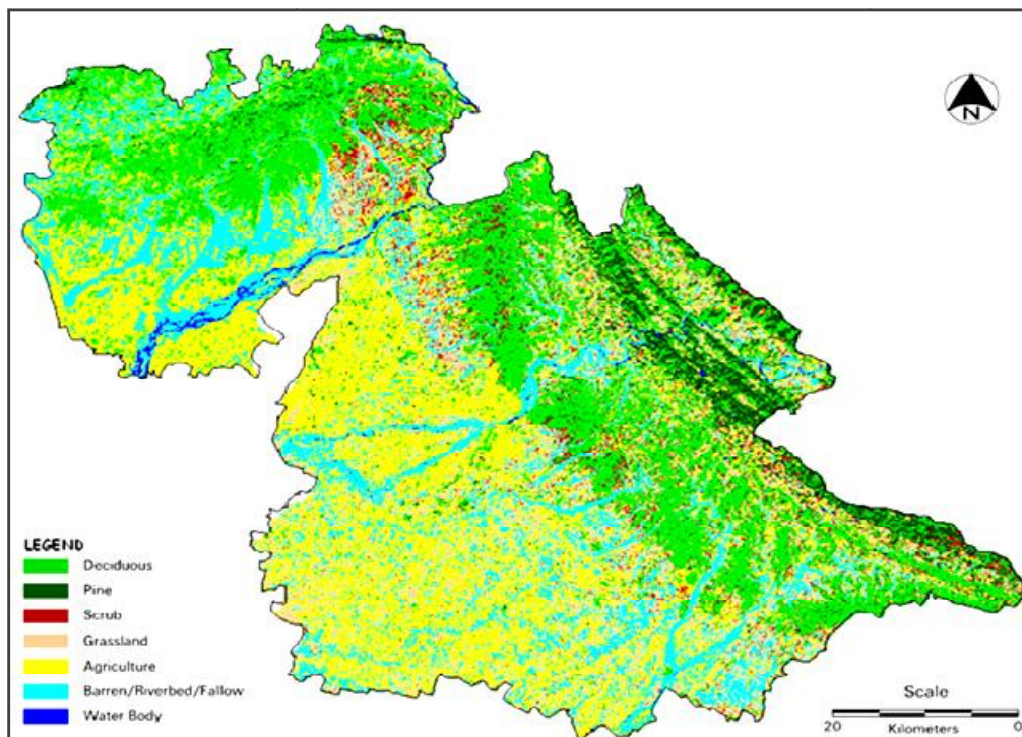 N
LEGEND
Deciduous
Pine
Scrub
Grassland
Agriculture
Barren/Riverbed/Fallow
Water Body
Scale
20 0
Kilometers